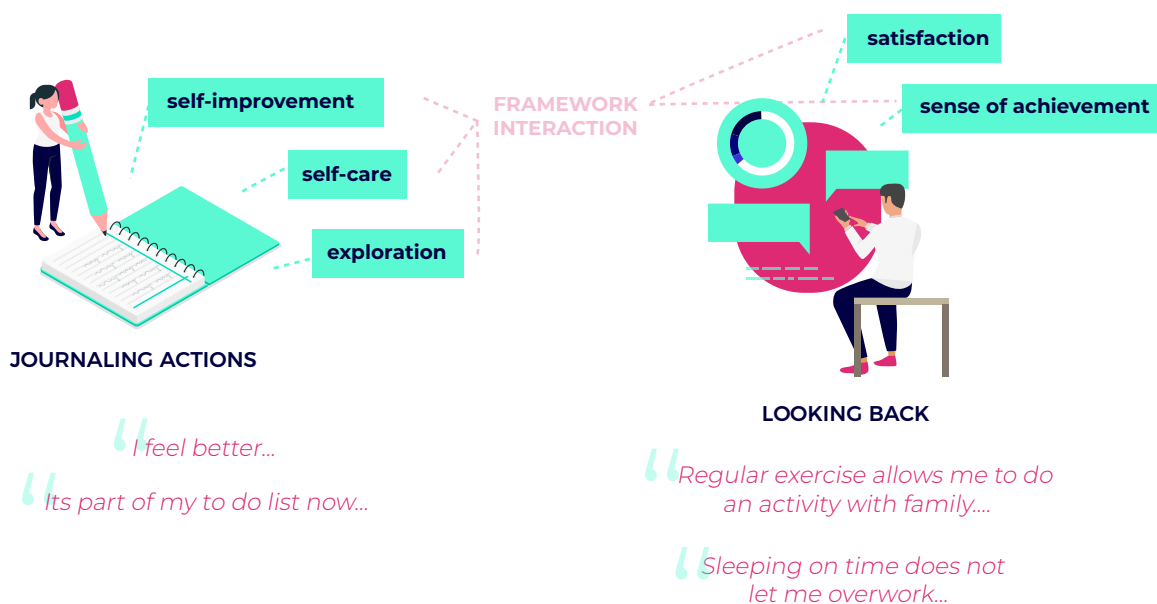 satisfaction
self-improvement
FRAMEWORK
INTERACTION
sense of achievement
self-care
exploration
JOURNALING ACTIONS
LOOKING BACK
“I feel better...
“Its part of my to do list now...
“Regular exercise allows me to do
an activity with family....
“Sleeping on time does not
let me overwork...